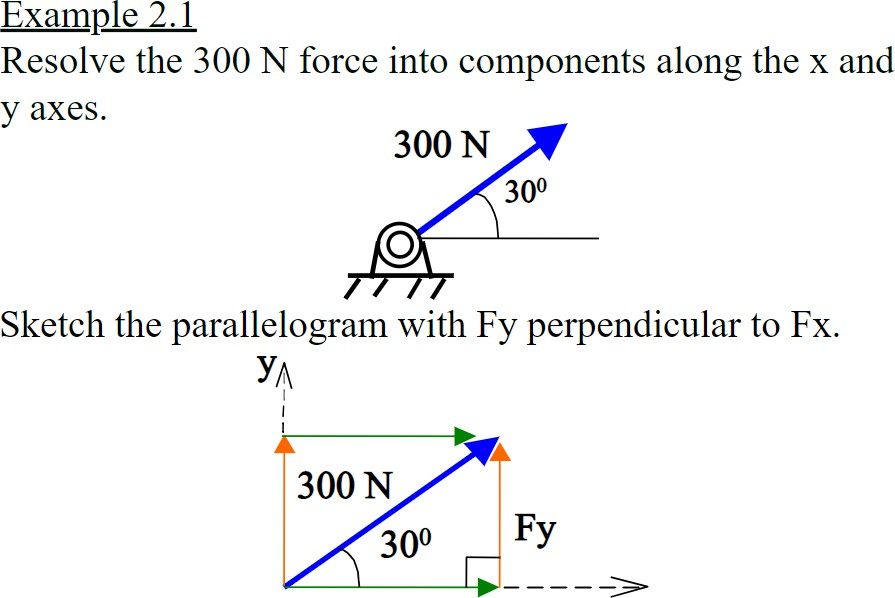 Example 2.1
Resolve the 300 N force into components along the x and
y axes.
300 N
30⁰
Sketch the parallelogram with Fy perpendicular to Fx.
y
300 N
30⁰
Fy